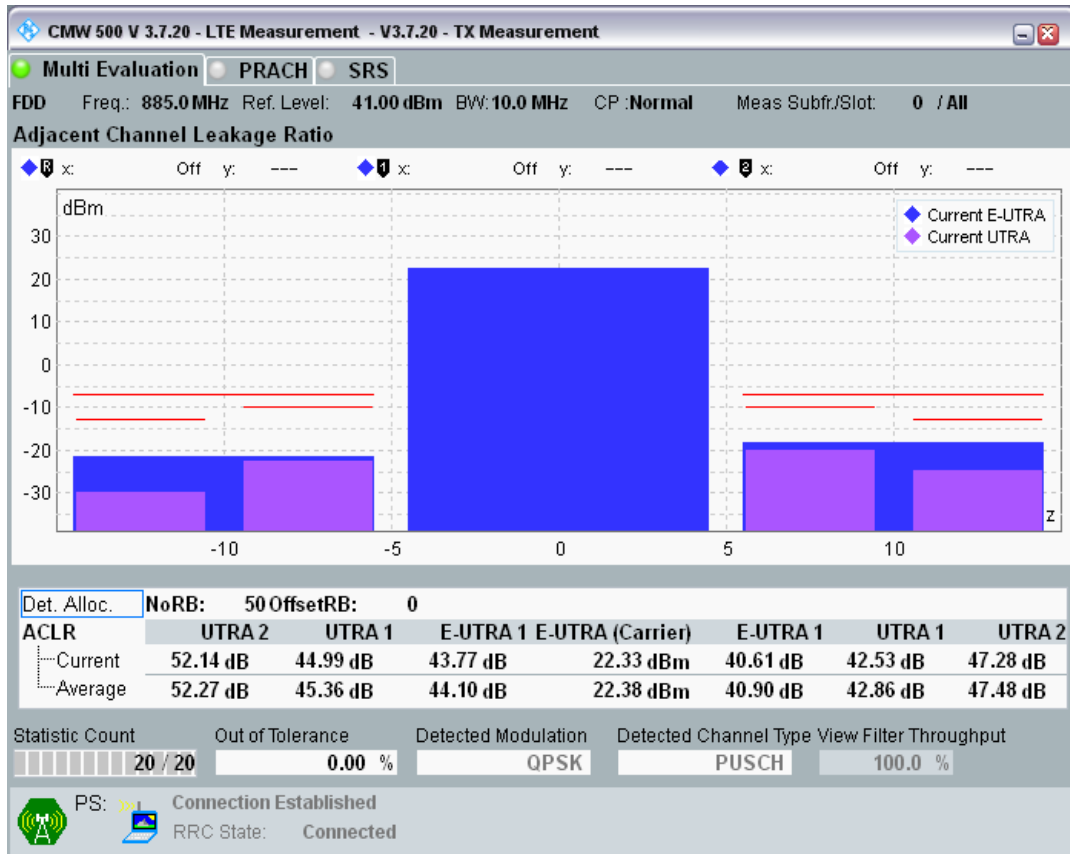 CMW 500 V 3.7.20 - LTE Measurement - V3.7.20 - TX Measurement
Multi Evaluation PRACH SRS
FDD Freq.: 885.0 MHz Ref. Level: 41.00 dBm BW: 10.0 MHz CP :Normal Meas Subfr./Slot: 0 / All
Adjacent Channel Leakage Ratio
R x: Off y: --- 1 x: Off y: --- 2 x: Off y: ---
dBm
Current E-UTRA
Current UTRA
30
20
10
0
-10
-20
-30
z
-10 -5 0 5 10
Det. Alloc. NoRB: 50 OffsetRB: 0
ACLR UTRA 2 UTRA 1 E-UTRA 1 E-UTRA (Carrier) E-UTRA 1 UTRA 1 UTRA 2
Current 52.14 dB 44.99 dB 43.77 dB 22.33 dBm 40.61 dB 42.53 dB 47.28 dB
Average 52.27 dB 45.36 dB 44.10 dB 22.38 dBm 40.90 dB 42.86 dB 47.48 dB
Statistic Count Out of Tolerance Detected Modulation Detected Channel Type View Filter Throughput
20 / 20 0.00 % QPSK PUSCH 100.0 %
PS: Connection Established
RRC State: Connected